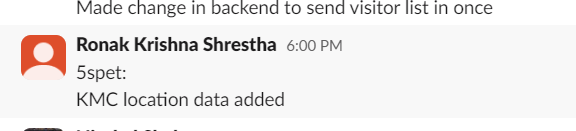 Made change in backend to send visitor list in once
Ronak Krishna Shrestha 6:00 PM
5spet:
KMC location data added